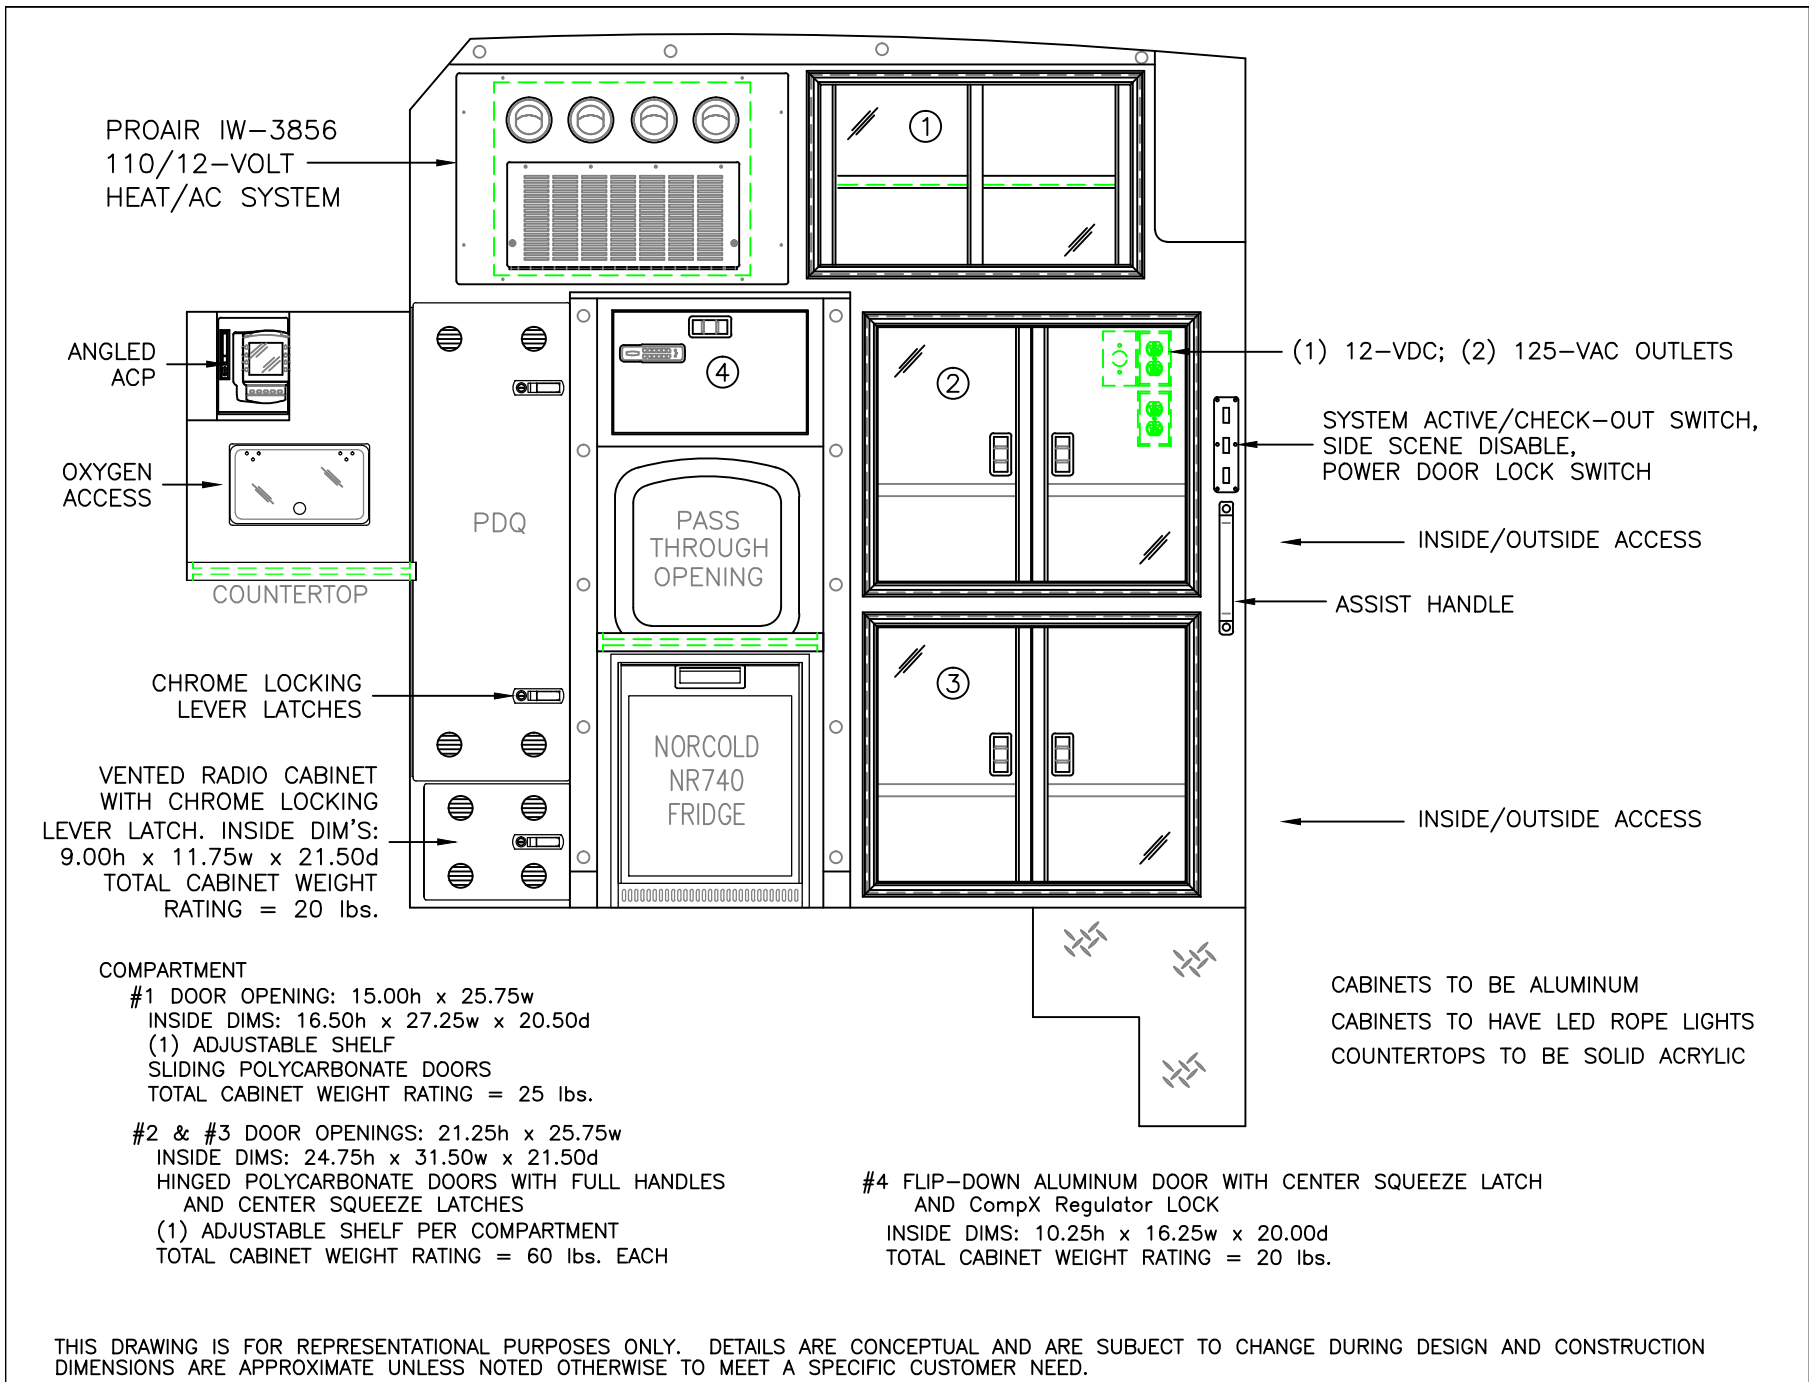 PROAIR IW-3856
110/12-VOLT
HEAT/AC SYSTEM
1
ANGLED
ACP
4
2
(1) 12-VDC; (2) 125-VAC OUTLETS
SYSTEM ACTIVE/CHECK-OUT SWITCH,
SIDE SCENE DISABLE,
POWER DOOR LOCK SWITCH
OXYGEN
ACCESS
PDQ
PASS
THROUGH
OPENING
INSIDE/OUTSIDE ACCESS
COUNTERTOP
ASSIST HANDLE
CHROME LOCKING
LEVER LATCHES
3
NORCOLD
NR740
FRIDGE
VENTED RADIO CABINET
WITH CHROME LOCKING
LEVER LATCH. INSIDE DIM'S:
9.00h x 11.75w x 21.50d
TOTAL CABINET WEIGHT
RATING = 20 lbs.
INSIDE/OUTSIDE ACCESS
COMPARTMENT
#1 DOOR OPENING: 15.00h x 25.75w
INSIDE DIMS: 16.50h x 27.25w x 20.50d
(1) ADJUSTABLE SHELF
SLIDING POLYCARBONATE DOORS
TOTAL CABINET WEIGHT RATING = 25 lbs.
#2 & #3 DOOR OPENINGS: 21.25h x 25.75w
INSIDE DIMS: 24.75h x 31.50w x 21.50d
HINGED POLYCARBONATE DOORS WITH FULL HANDLES
AND CENTER SQUEEZE LATCHES
(1) ADJUSTABLE SHELF PER COMPARTMENT
TOTAL CABINET WEIGHT RATING = 60 lbs. EACH
CABINETS TO BE ALUMINUM
CABINETS TO HAVE LED ROPE LIGHTS
COUNTERTOPS TO BE SOLID ACRYLIC
#4 FLIP-DOWN ALUMINUM DOOR WITH CENTER SQUEEZE LATCH
AND CompX Regulator LOCK
INSIDE DIMS: 10.25h x 16.25w x 20.00d
TOTAL CABINET WEIGHT RATING = 20 lbs.
THIS DRAWING IS FOR REPRESENTATIONAL PURPOSES ONLY. DETAILS ARE CONCEPTUAL AND ARE SUBJECT TO CHANGE DURING DESIGN AND CONSTRUCTION
DIMENSIONS ARE APPROXIMATE UNLESS NOTED OTHERWISE TO MEET A SPECIFIC CUSTOMER NEED.